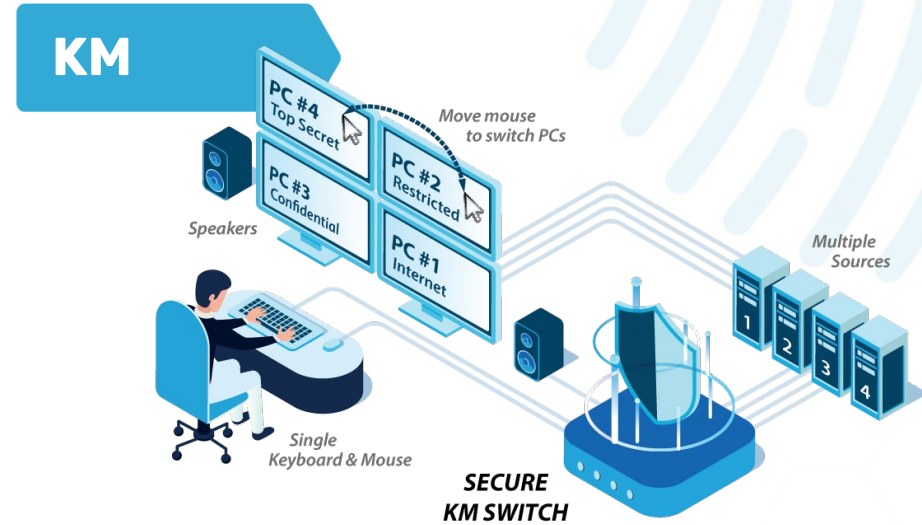 KM
PC #4
Top Secret
Move mouse
to switch PCs
PC #2
Restricted
PC #3
Confidential
Speakers
PC #1
Internet
Multiple
Sources
1
2
3
4
Single
Keyboard & Mouse
SECURE
KM SWITCH